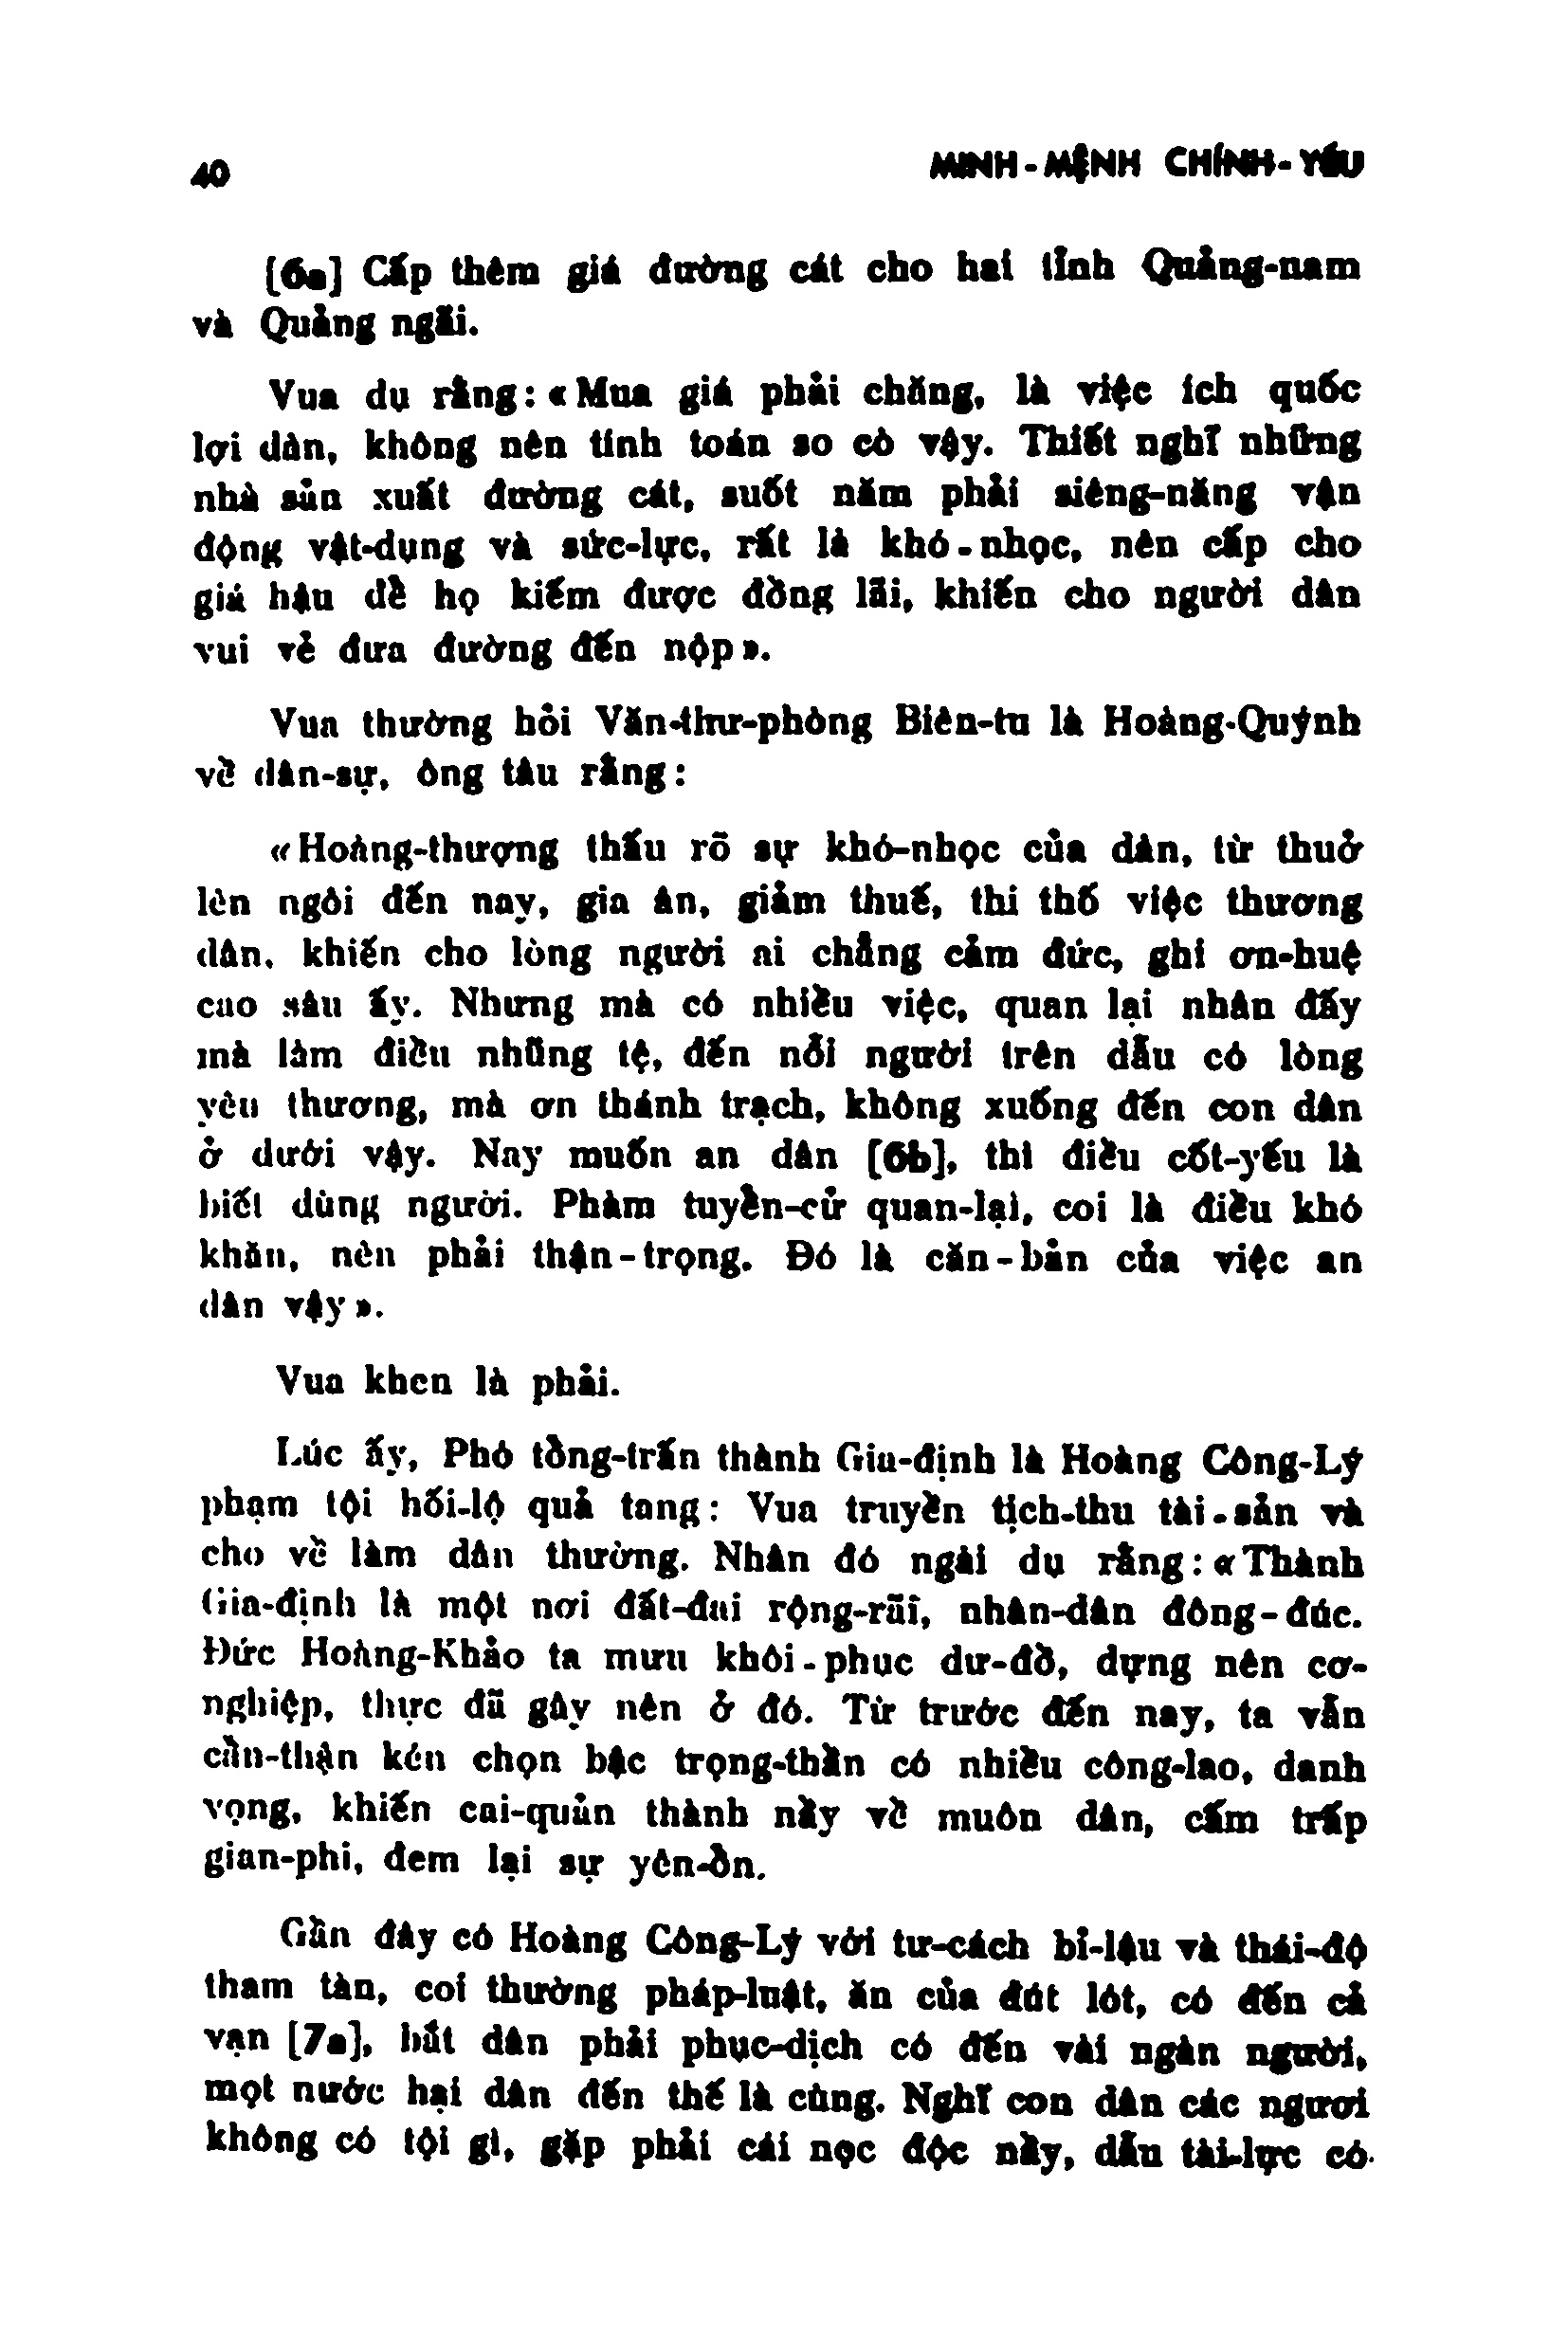 40
MINH-MỆNH CHÍNH-YẾU
[6a] Cấp thêm giá đường cát cho hai tỉnh Quảng-nam
và Quảng ngãi.
Vua dụ rằng: «Mua giá phải chăng, là việc ích quốc
lợi dân, không nên tính toán so cò vậy. Thiết nghĩ những
nhà sản xuất đường cát, suốt năm phải siêng-năng vận
động vật-dụng và sức-lực, rất là khó-nhọc, nên cấp cho
giá hậu để họ kiếm được đồng lãi, khiến cho người dân
vui vẻ đưa đường đến nộp».
Vua thường hỏi Văn-thư-phòng Biên-tu là Hoàng-Quýnh
về dân-sự, ông tâu rằng:
«Hoàng-thượng thấu rõ sự khó-nhọc của dân, từ thuở
lên ngôi đến nay, gia ân, giảm thuế, thi thố việc thương
dân, khiến cho lòng người ai chẳng cảm đức, ghi ơn-huệ
cao sâu ấy. Nhưng mà có nhiều việc, quan lại nhân đấy
mà làm điều nhũng tệ, đến nỗi người trên dẫu có lòng
yêu thương, mà ơn thánh trạch, không xuống đến con dân
ở dưới vậy. Nay muốn an dân [6b], thì điều cốt-yếu là
biết dùng người. Phàm tuyển-cử quan-lại, coi là điều khó
khăn, nên phải thận-trọng. Đó là căn-bản của việc an
dân vậy».
Vua khen là phải.
Lúc ấy, Phó tổng-trấn thành Gia-định là Hoàng Công-Lý
phạm tội hối-lộ quả tang: Vua truyền tịch-thu tài-sản và
cho về làm dân thường. Nhân đó ngài dụ rằng: «Thành
Gia-định là một nơi đất-đai rộng-rãi, nhân-dân đông-đúc.
Đức Hoàng-Khảo ta mưu khôi-phục dư-đồ, dựng nên cơ-
nghiệp, thực đã gây nên ở đó. Từ trước đến nay, ta vẫn
cẩn-thận kén chọn bậc trọng-thần có nhiều công-lao, danh
vọng, khiến cai-quản thành nầy về muôn dân, cấm trấp
gian-phi, đem lại sự yên-ổn.
Gần đây có Hoàng Công-Lý với tư-cách bỉ-lậu và thái-độ
tham tàn, coi thường pháp-luật, ăn của đút lót, có đến cả
vạn [7a], bắt dân phải phục-dịch có đến vài ngàn người,
mọt nước hại dân đến thế là cùng. Nghĩ con dân các ngươi
không có tội gì, gặp phải cái nọc độc nầy, dẫu tài-lực có